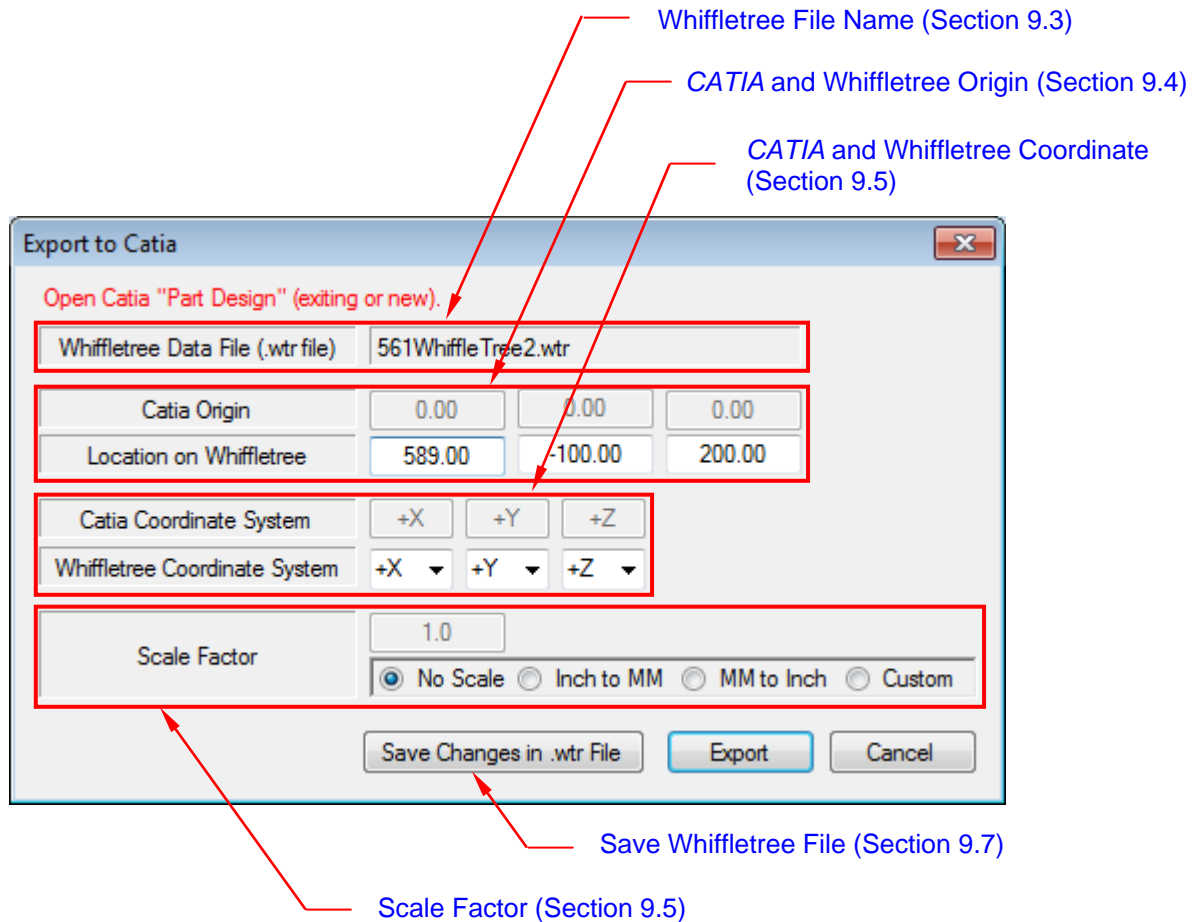 Whiffletree File Name (Section 9.3)
CATIA and Whiffletree Origin (Section 9.4)
CATIA and Whiffletree Coordinate
(Section 9.5)
Export to Catia
Open Catia "Part Design" (exiting or new).
Whiffletree Data File (.wtr file) 561WhiffleTree2.wtr
Catia Origin 0.00 0.00 0.00
Location on Whiffletree 589.00 -100.00 200.00
Catia Coordinate System +X +Y +Z
Whiffletree Coordinate System +X +Y +Z
1.0
Scale Factor
No Scale Inch to MM MM to Inch Custom
Save Changes in .wtr File Export Cancel
Save Whiffletree File (Section 9.7)
Scale Factor (Section 9.5)